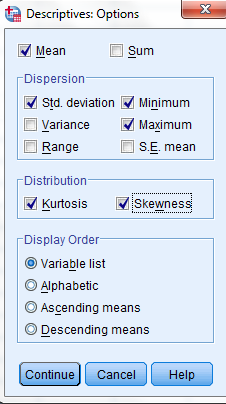 Descriptives: Options
Mean Sum
Dispersion
Std. deviation Minimum
Variance Maximum
Range S.E. mean
Distribution
Kurtosis Skewness
Display Order
Variable list
Alphabetic
Ascending means
Descending means
Continue Cancel Help